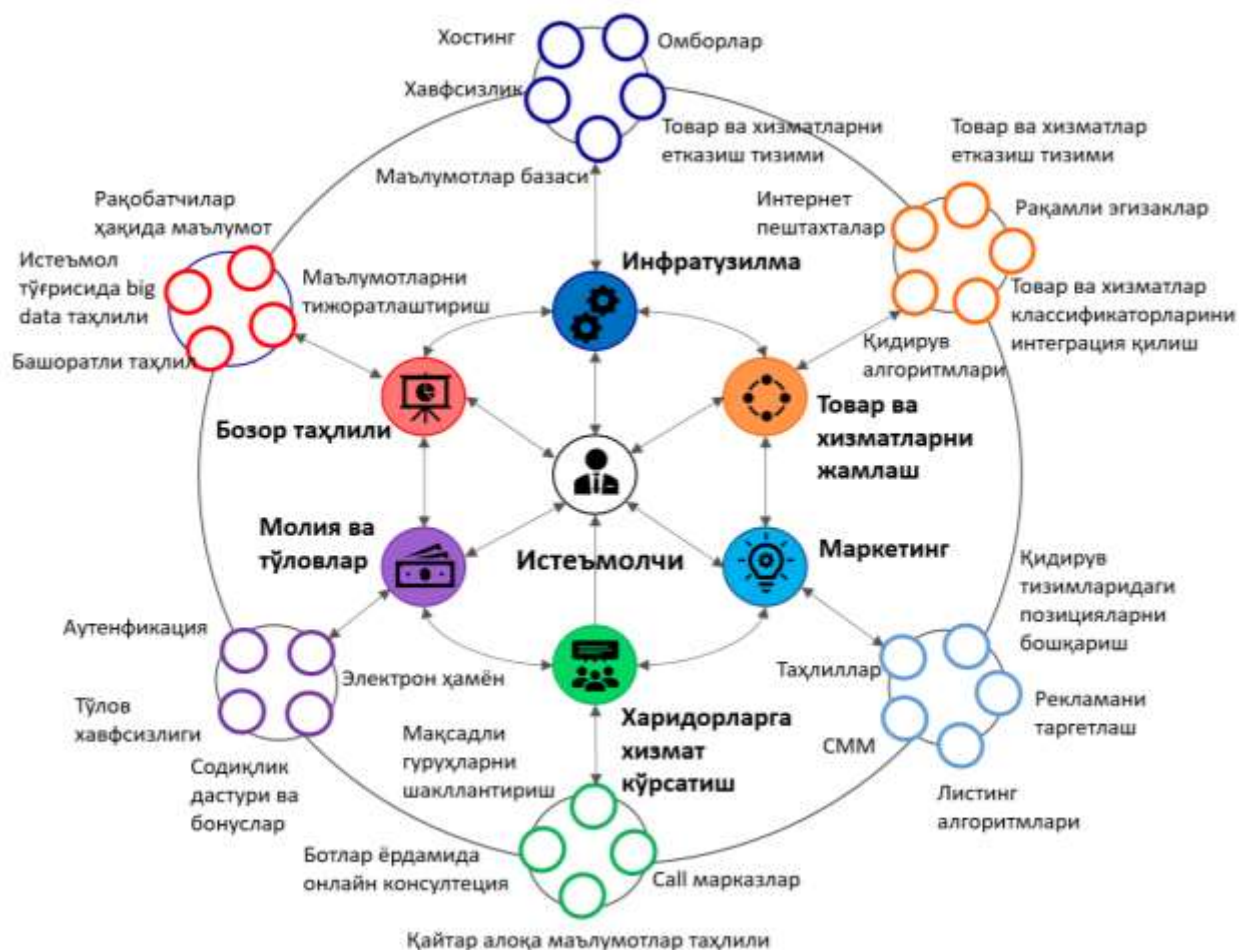 Хостинг
Омборлар
Хавфсизлик
Товар ва хизматларни
етказиш тизими
Маълумотлар базаси
Товар ва хизматлар
етказиш тизими
Интернет
пештахталар
Рақамли эгизаклар
Товар ва хизматлар
классификаторларини
интеграция қилиш
Қидирув
алгоритмлари
Рақобатчилар
ҳақида маълумот
Истеъмол
тўғрисида big
data таҳлили
Маълумотларни
тижоратлаштириш
Башоратли таҳлил
Инфратузилма
Бозор таҳлили
Товар ва
хизматларни
жамлаш
Молия ва
тўловлар
Истеъмолчи
Маркетинг
Харидорларга
хизмат
кўрсатиш
Аутенфикация
Электрон ҳамён
Тўлов
хавфсизлиги
Содиқлик
дастури ва
бонуслар
Мақсадли
гуруҳларни
шакллантириш
Ботлар ёрдамида
онлайн консултеция
Call марказлар
Қайтар алоқа маълумотлар таҳлили
Қидирув
тизимларидаги
позицияларни
бошқариш
Таҳлиллар
Рекламани
таргетлаш
СММ
Листинг
алгоритмлари